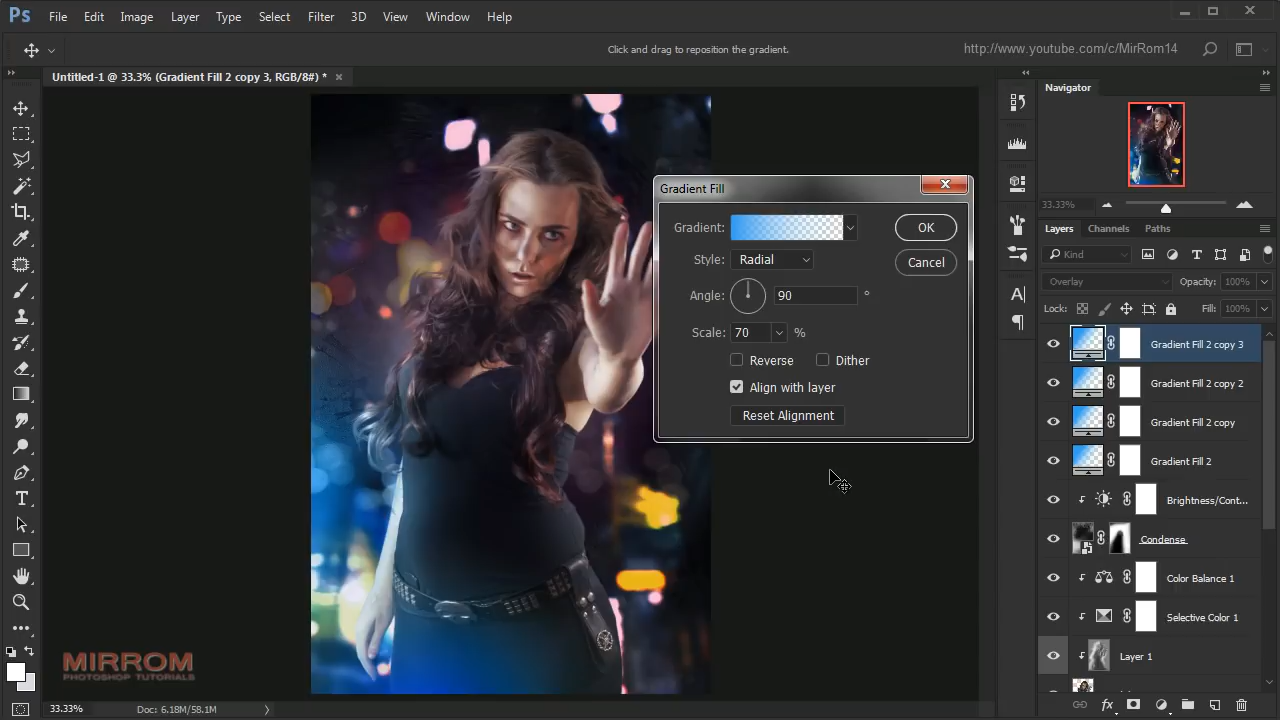 Ps File Edit Image Layer Type Select Filter 3D View Window Help
Click and drag to reposition the gradient.
http://www.youtube.com/c/MirRom14
Untitled-1 @ 33.3% (Gradient Fill 2 copy 3, RGB/8#) *
Navigator
33.33%
Gradient Fill
Gradient:
OK
Style: Radial
Cancel
Angle: 90 °
Scale: 70 %
Reverse Dither
Align with layer
Reset Alignment
Layers Channels Paths
Kind
Overlay Opacity: 100%
Lock: Fill: 100%
Gradient Fill 2 copy 3
Gradient Fill 2 copy 2
Gradient Fill 2 copy
Gradient Fill 2
Brightness/Cont...
Condense
Color Balance 1
Selective Color 1
Layer 1
fx
MIRROM
PHOTOSHOP TUTORIALS
33.33% Doc: 6.18M/58.1M